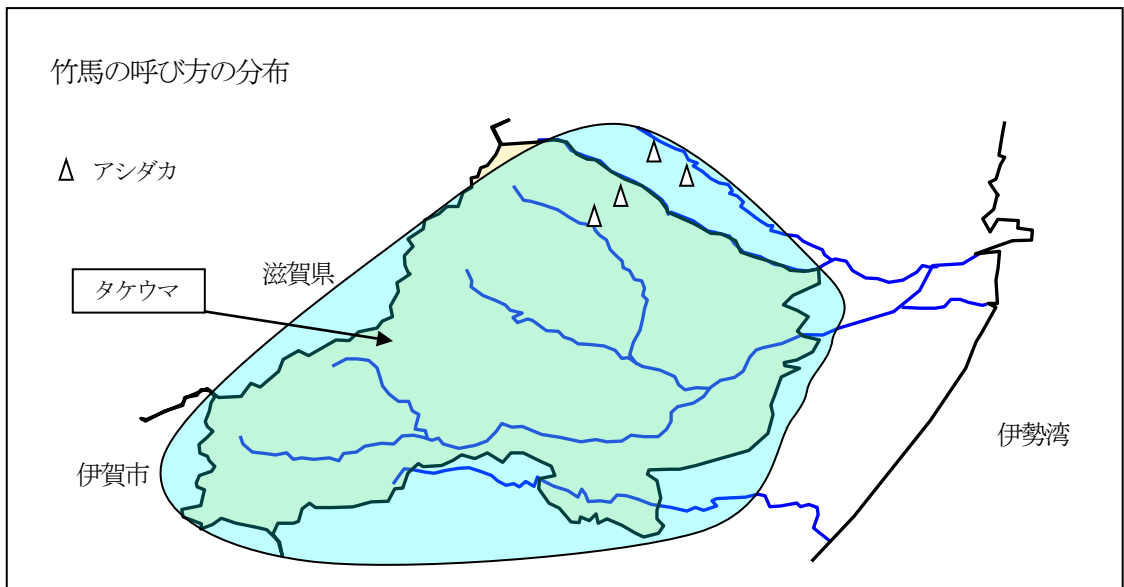 竹馬の呼び方の分布
アシダカ
滋賀県
タケウマ
伊勢湾
伊賀市